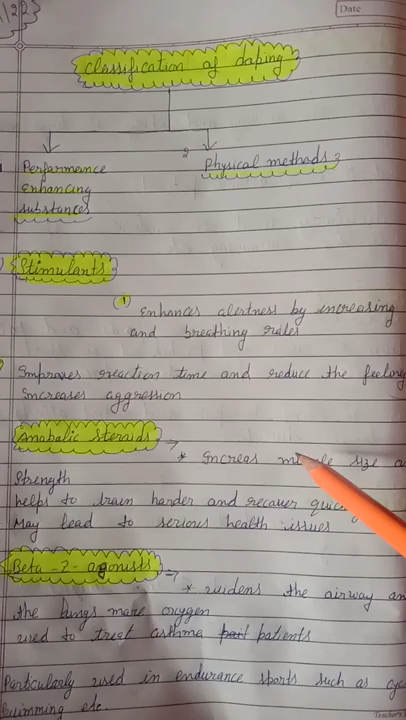 Date
Classification of doping
1 Performance
Enhancing
substances
2 Physical methods
Stimulants
1 Enhances alertness by increasing
and breathing rates
Improves reaction time and reduce the feeling
Increases aggression
Anabolic Steroids
* Increas size
Strength
helps to train harder and recover
May lead to serious health issues
Beta-2-agonists
* widens the airway
the lungs more oxygen
used to treat asthma patients
Particularly used in endurance sports such as
etc